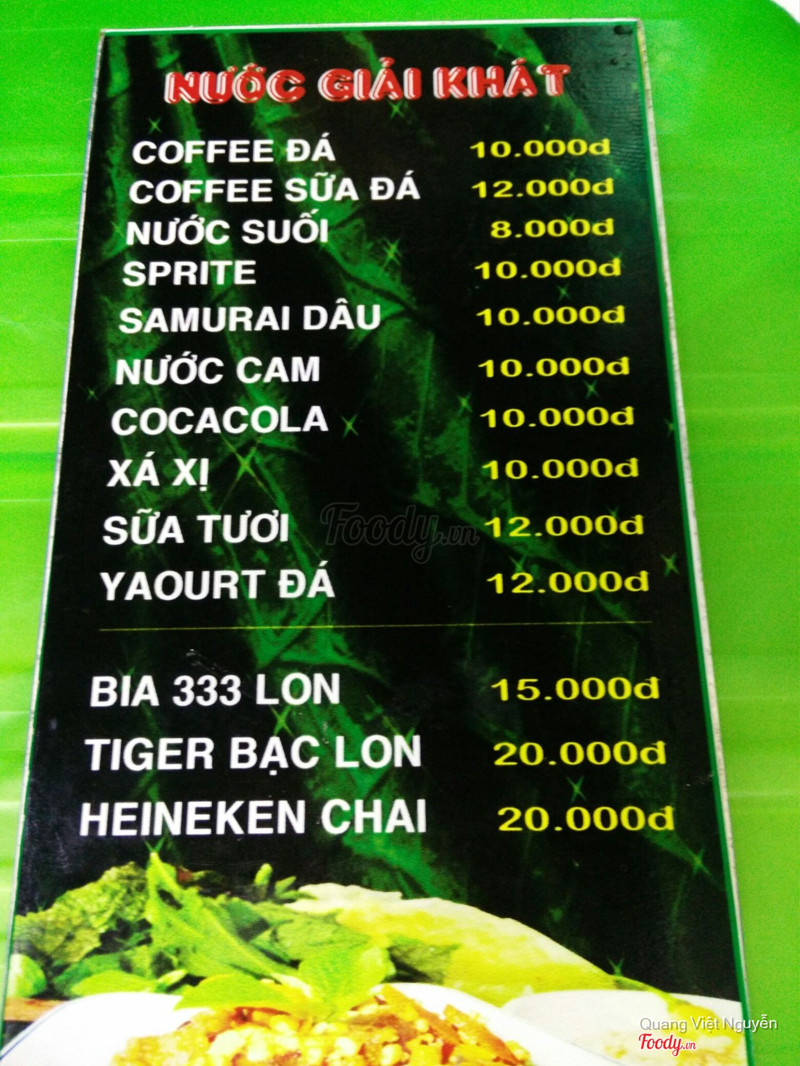 NƯỚC GIẢI KHÁT
COFFEE ĐÁ 10.000đ
COFFEE SỮA ĐÁ 12.000đ
NƯỚC SUỐI 8.000đ
SPRITE 10.000đ
SAMURAI DÂU 10.000đ
NƯỚC CAM 10.000đ
COCACOLA 10.000đ
XÁ XỊ 10.000đ
SỮA TƯƠI 12.000đ
Foody.vn
YAOURT ĐÁ 12.000đ
BIA 333 LON 15.000đ
TIGER BẠC LON 20.000đ
HEINEKEN CHAI 20.000đ
Quang Việt Nguyễn
Foody.vn